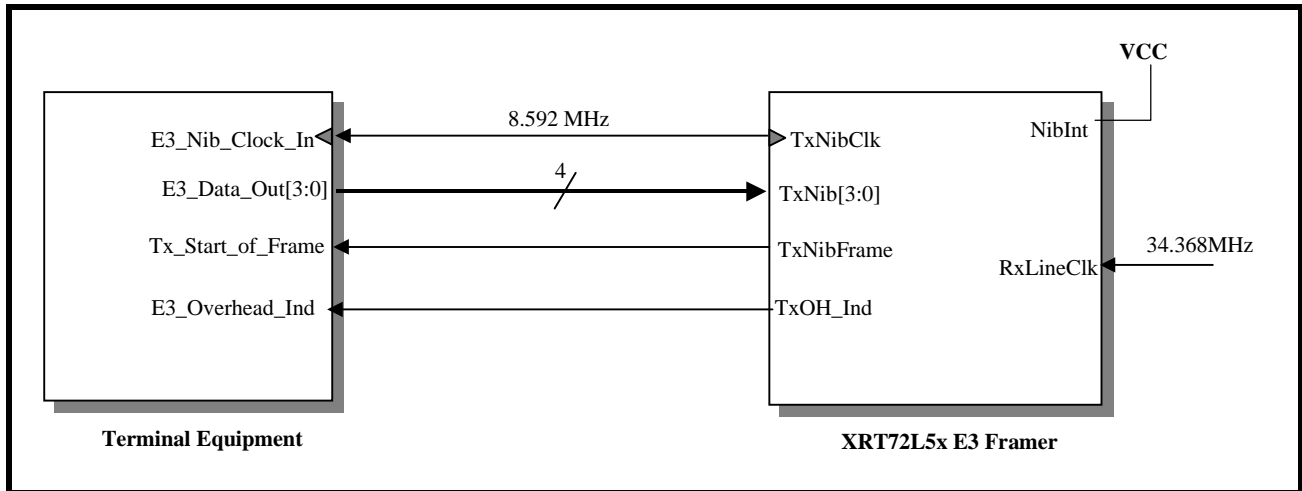 VCC
8.592 MHz
E3_Nib_Clock_In
TxNibClk
NibInt
E3_Data_Out[3:0]
4
TxNib[3:0]
Tx_Start_of_Frame
TxNibFrame
34.368MHz
RxLineClk
E3_Overhead_Ind
TxOH_Ind
Terminal Equipment
XRT72L5x E3 Framer